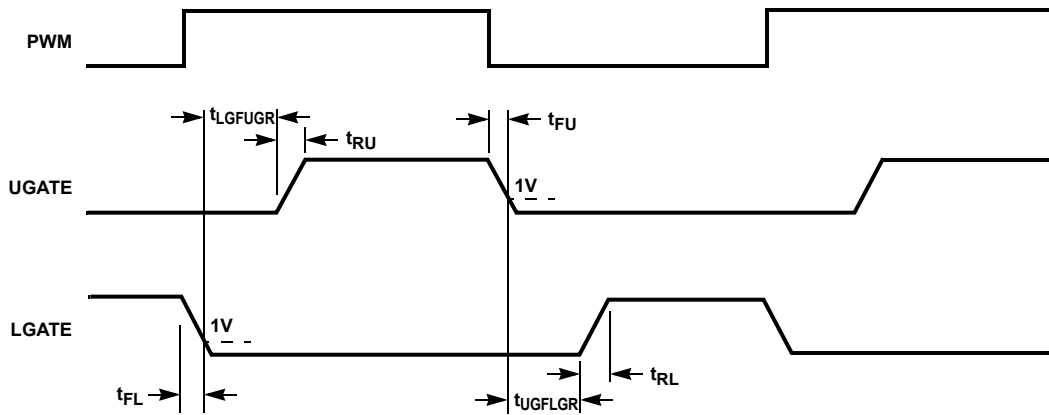 PWM
tLGFUGR
tFU
tRU
1V
UGATE
1V
LGATE
tRL
tFL
tUGFLGR